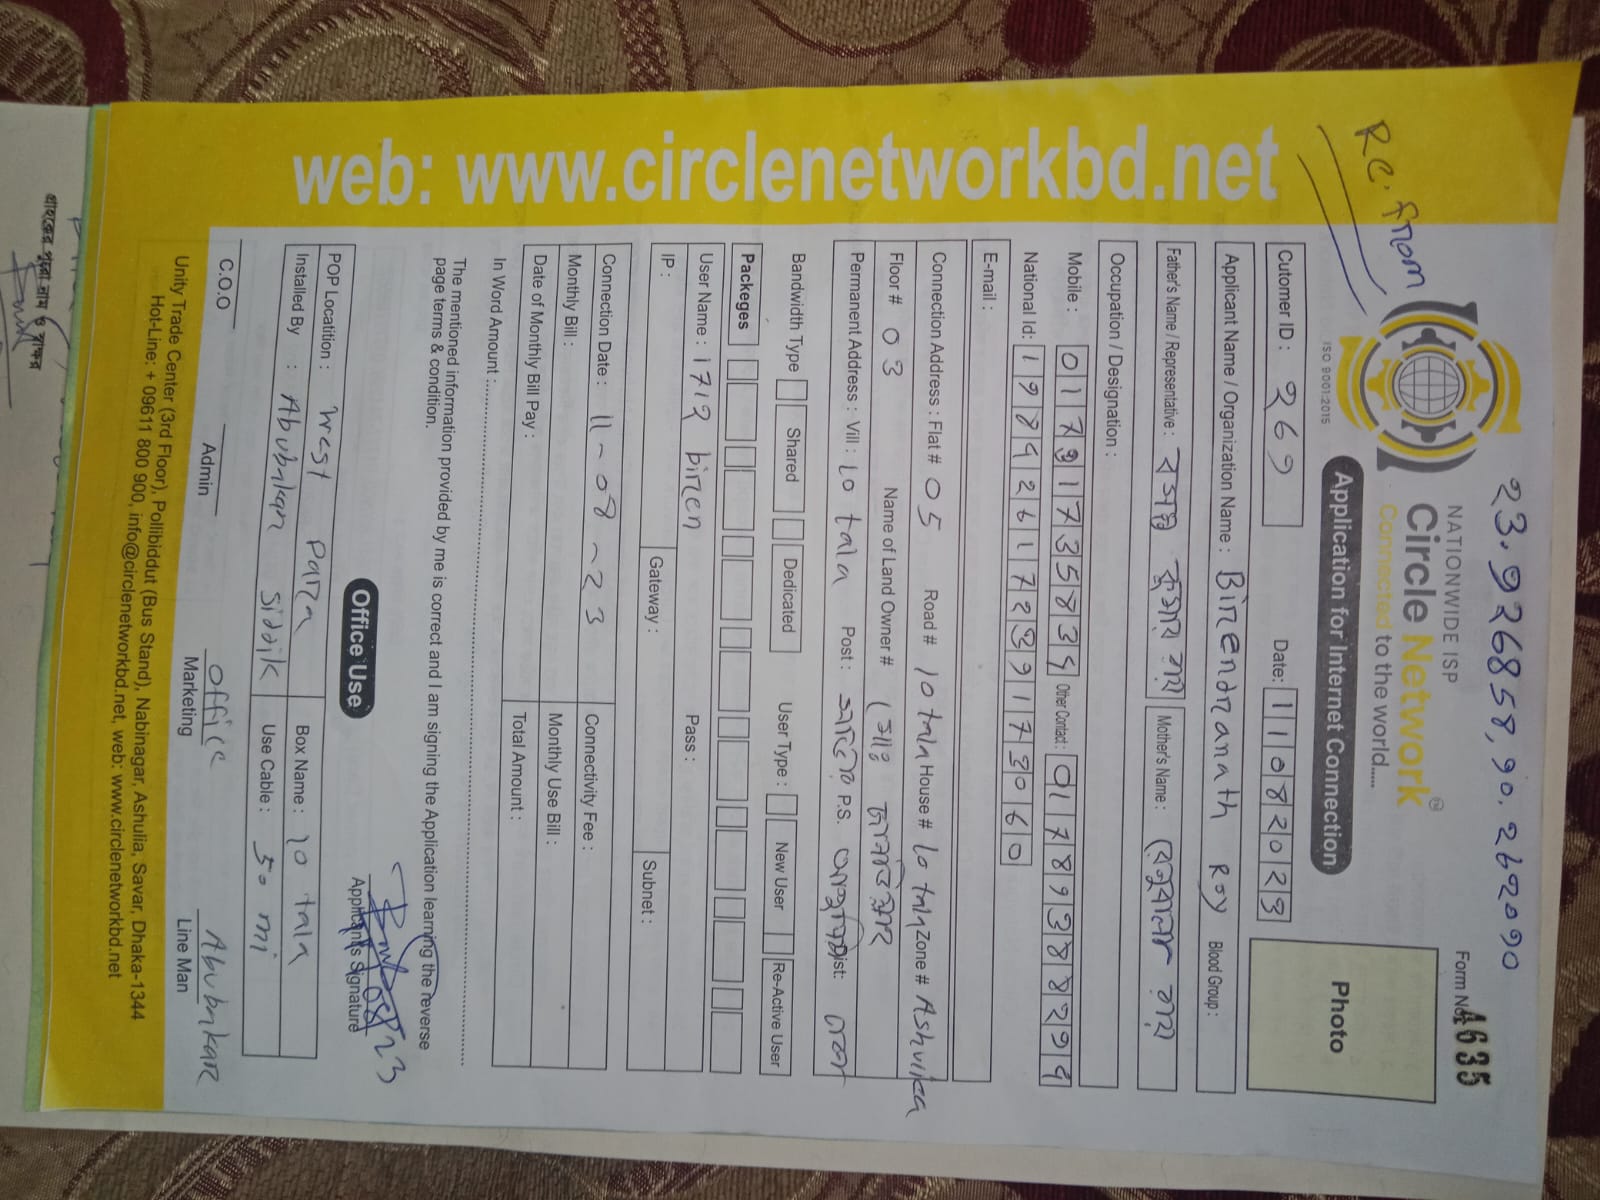 23.926858, 90.262090
Re. from
NATIONWIDE ISP
Circle Network
Connected to the world.....
ISO 9001:2015
Form No. 4635
Application for Internet Connection
Photo
Cutomer ID : 269 Date: 11082023
Applicant Name / Organization Name : Birendranath Roy Blood Group :
Father's Name / Representative : Mother's Name :
Occupation / Designation :
Mobile : Other Contact :
National Id:
E-mail :
Connection Address : Flat # 05 Road # 10 tala House # 10 tala Zone # Ashulia
Floor # 03 Name of Land Owner #
Permanent Address : Vill : 10 tala Post : P.S. Dist:
Bandwidth Type Shared Dedicated User Type : New User Re-Active User
Packeges
User Name : 1712 biren Pass :
IP : Gateway : Subnet :
Connection Date : 11-08-23 Connectivity Fee :
Monthly Bill : Monthly Use Bill :
Date of Monthly Bill Pay : Total Amount :
In Word Amount :
The mentioned information provided by me is correct and I am signing the Application learning the reverse
page terms & condition.
Applicant's Signature
Office Use
POP Locatition : West para Box Name : 10 tala
Installed By : Abubakar Siddik Use Cable : 50 mi
office Abubakar
C.O.O Admin Marketing Line Man
Unity Trade Center (3rd Floor), Pollibiddut (Bus Stand), Nabinagar, Ashulia, Savar, Dhaka-1344
Hot-Line: + 09611 800 900, info@circlenetworkbd.net, web: www.circlenetworkbd.net
web: www.circlenetworkbd.net
গ্রাহকের পুরো নাম ও স্বাক্ষর